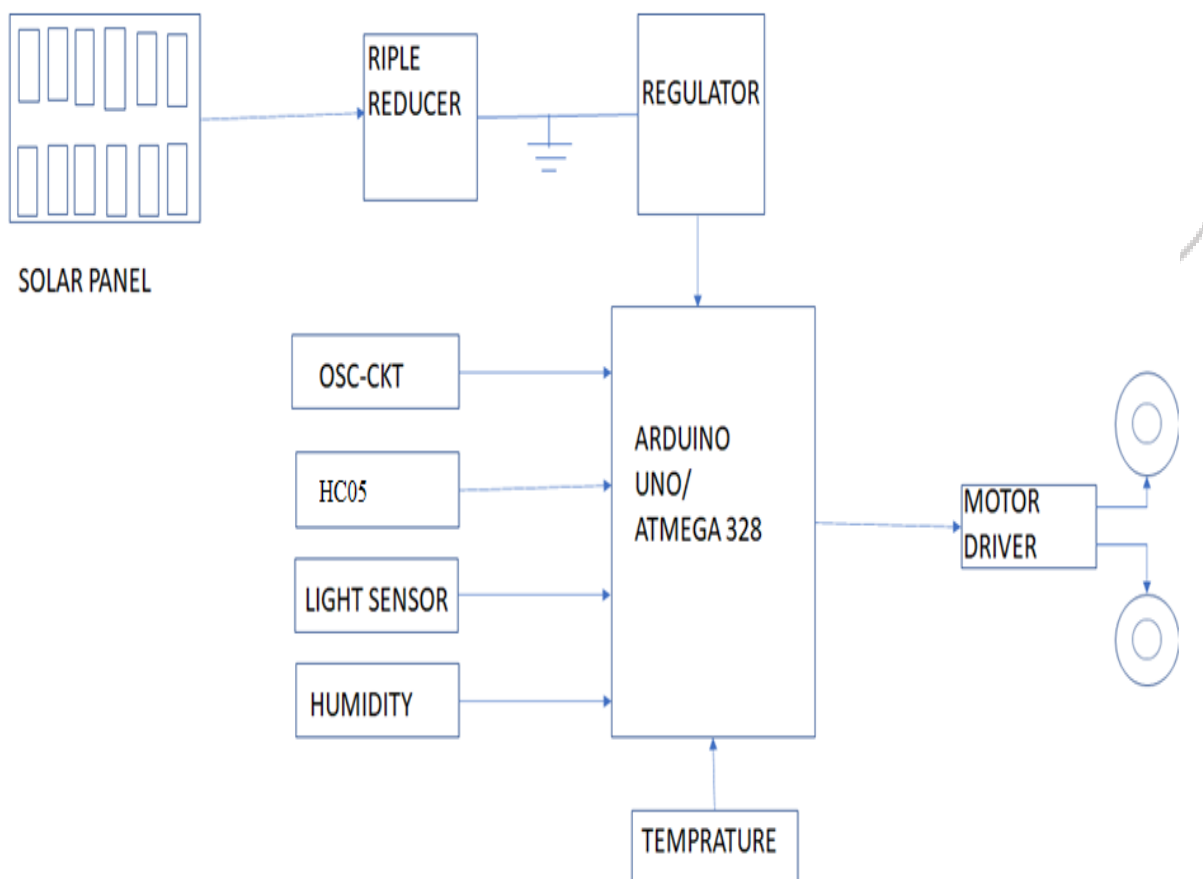 RIPLE
REDUCER
REGULATOR
SOLAR PANEL
OSC-CKT
HC05
LIGHT SENSOR
HUMIDITY
ARDUINO
UNO/
ATMEGA 328
MOTOR
DRIVER
TEMPRATURE